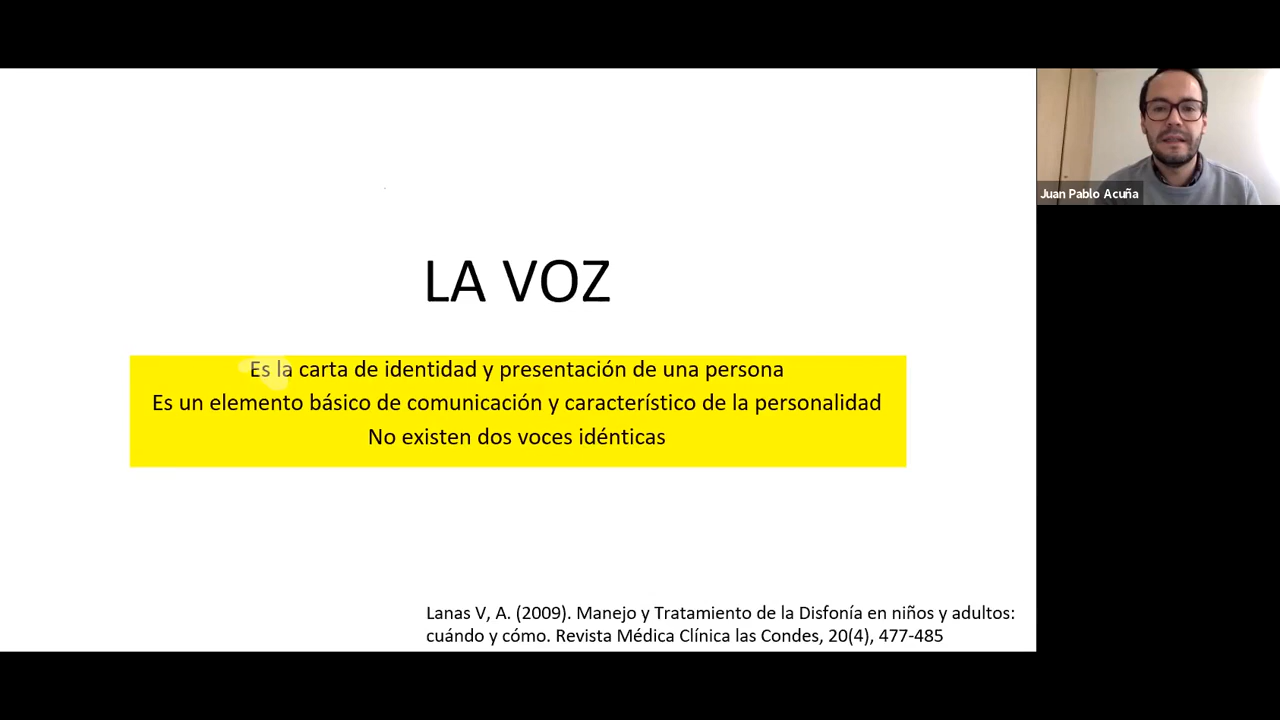 LA VOZ
Es la carta de identidad y presentación de una persona
Es un elemento básico de comunicación y característico de la personalidad
No existen dos voces idénticas
Lanas V, A. (2009). Manejo y Tratamiento de la Disfonía en niños y adultos:
cuándo y cómo. Revista Médica Clínica las Condes, 20(4), 477-485
Juan Pablo Acuña